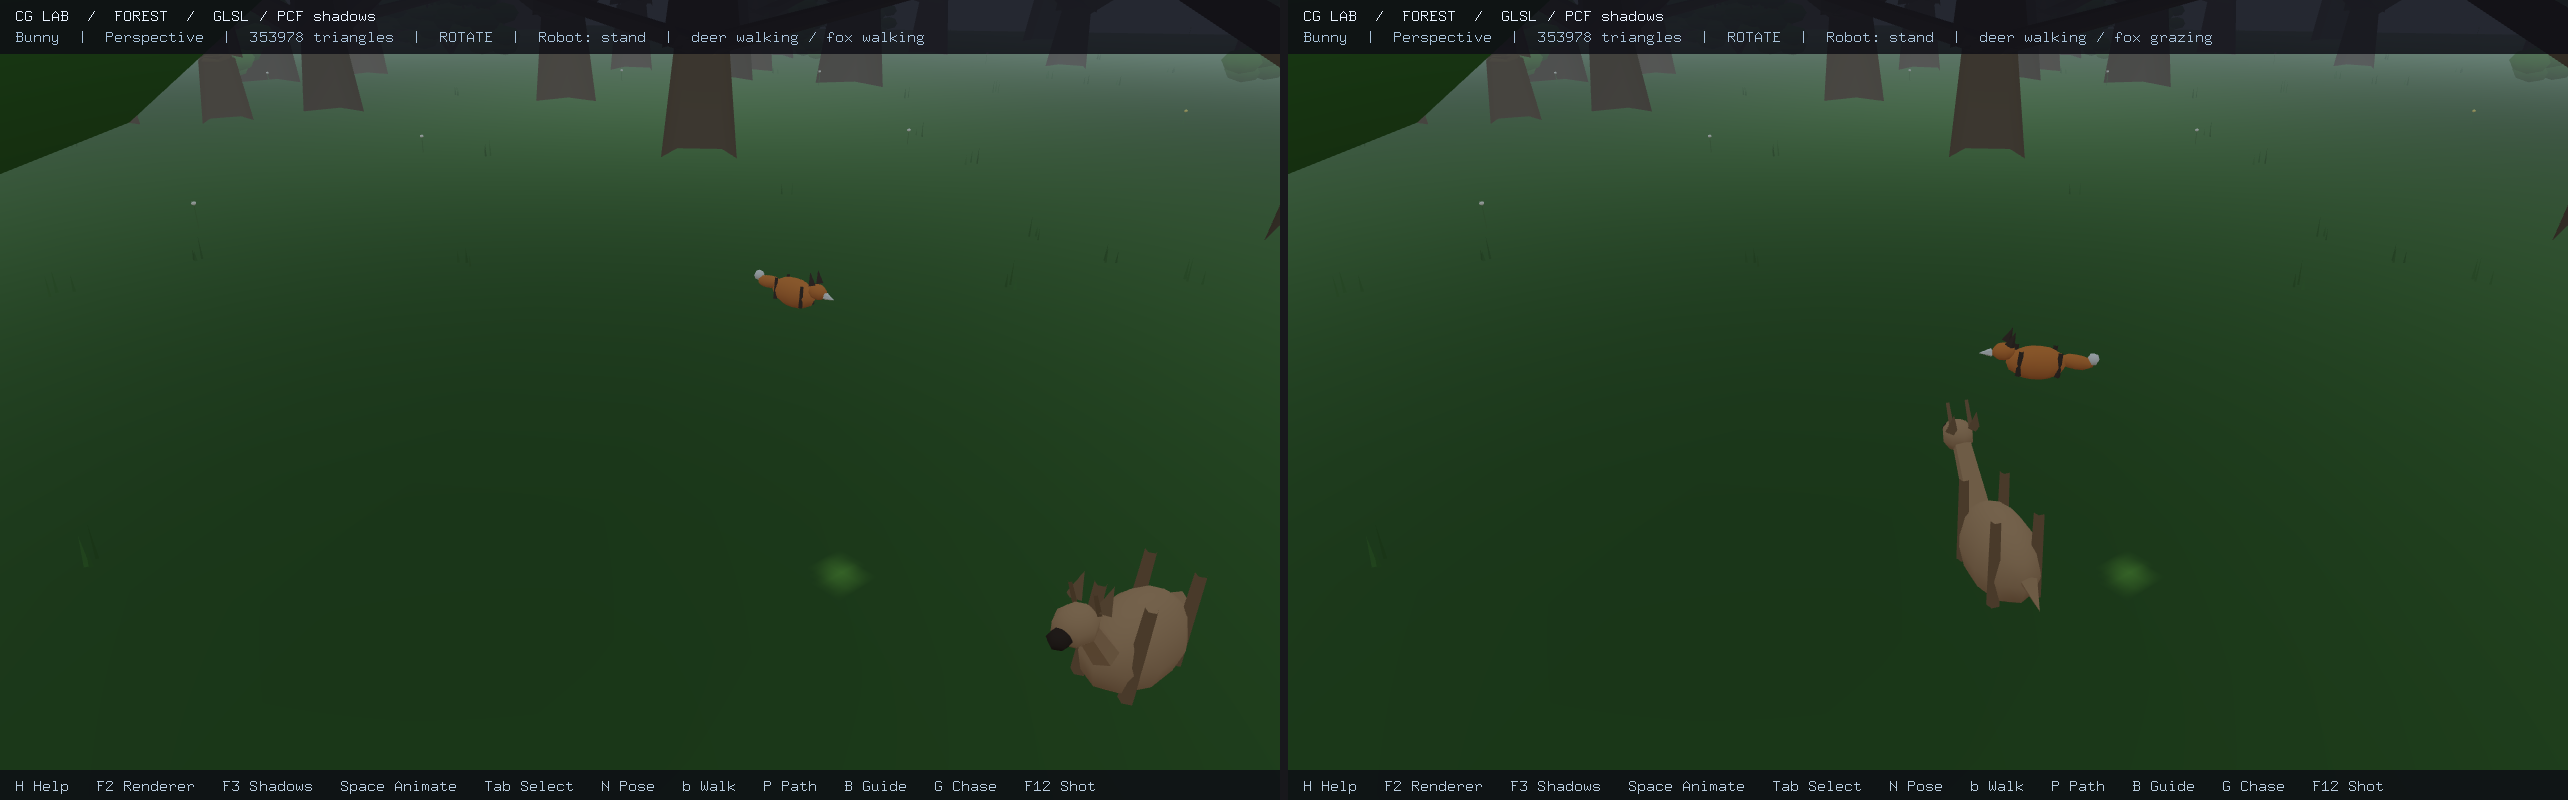 CG LAB / FOREST / GLSL / PCF shadows
Bunny | Perspective | 353978 triangles | ROTATE | Robot: stand | deer walking / fox walking
H Help F2 Renderer F3 Shadows Space Animate Tab Select N Pose b Walk P Path B Guide G Chase F12 Shot
CG LAB / FOREST / GLSL / PCF shadows
Bunny | Perspective | 353978 triangles | ROTATE | Robot: stand | deer walking / fox grazing
H Help F2 Renderer F3 Shadows Space Animate Tab Select N Pose b Walk P Path B Guide G Chase F12 Shot